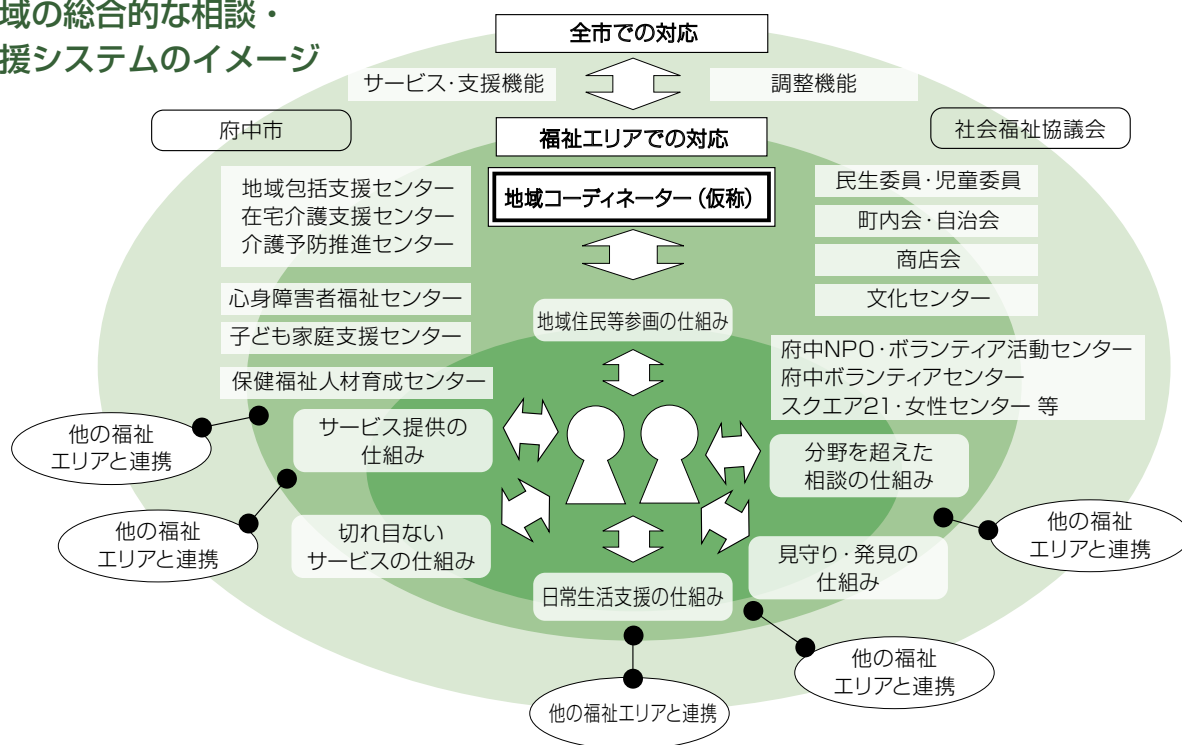 域の総合的な相談・
援システムのイメージ
全市での対応
サービス・支援機能
調整機能
府中市
社会福祉協議会
福祉エリアでの対応
地域コーディネーター（仮称）
地域包括支援センター
在宅介護支援センター
介護予防推進センター
心身障害者福祉センター
子ども家庭支援センター
保健福祉人材育成センター
民生委員・児童委員
町内会・自治会
商店会
文化センター
府中NPO・ボランティア活動センター
府中ボランティアセンター
スクエア21・女性センター 等
地域住民等参画の仕組み
サービス提供の
仕組み
分野を超えた
相談の仕組み
切れ目ない
サービスの仕組み
見守り・発見の
仕組み
日常生活支援の仕組み
他の福祉
エリアと連携
他の福祉
エリアと連携
他の福祉
エリアと連携
他の福祉
エリアと連携
他の福祉エリアと連携